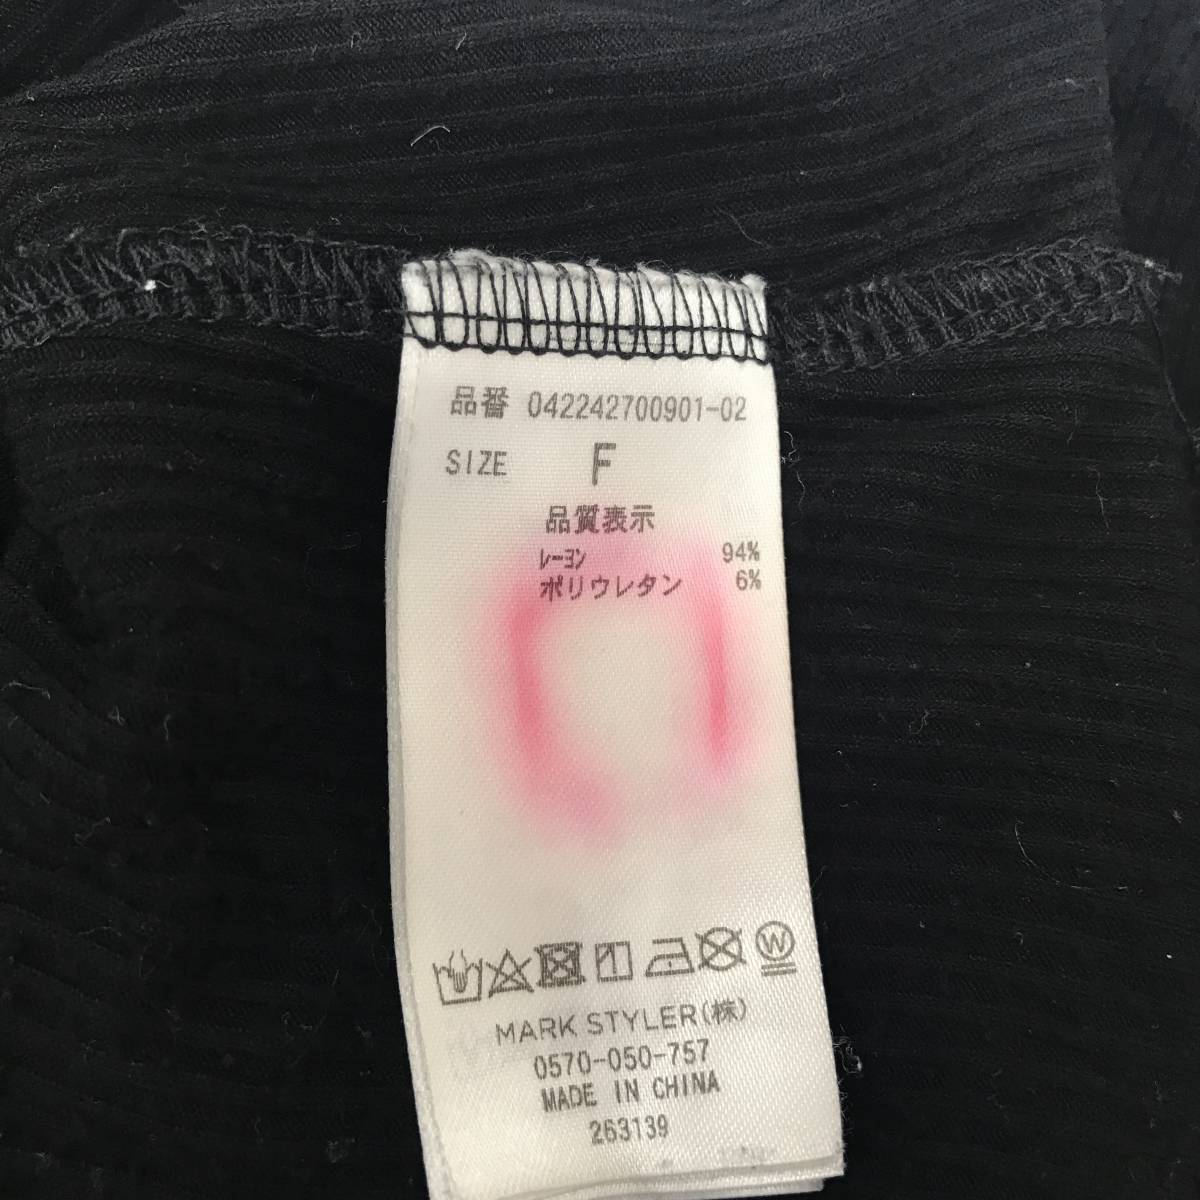 品番 042242700901-02
SIZE F
品質表示
レーヨン 94%
ポリウレタン 6%
W
MARK STYLER(株)
0570-050-757
MADE IN CHINA
263139